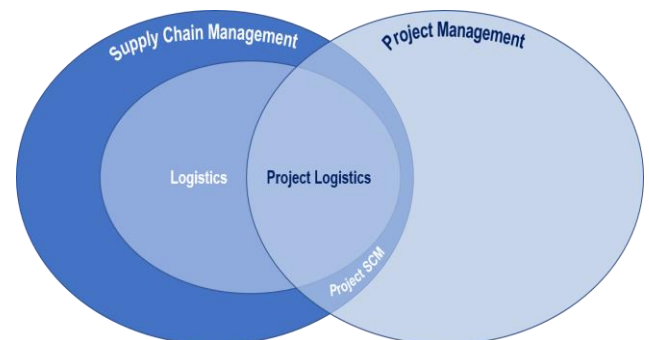 Supply Chain Management
Project Management
Logistics
Project Logistics
Project SCM